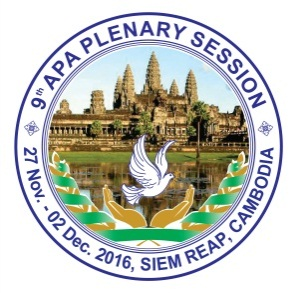 9th APA PLENARY SESSION
27 Nov. - 02 Dec. 2016, SIEM REAP, CAMBODIA